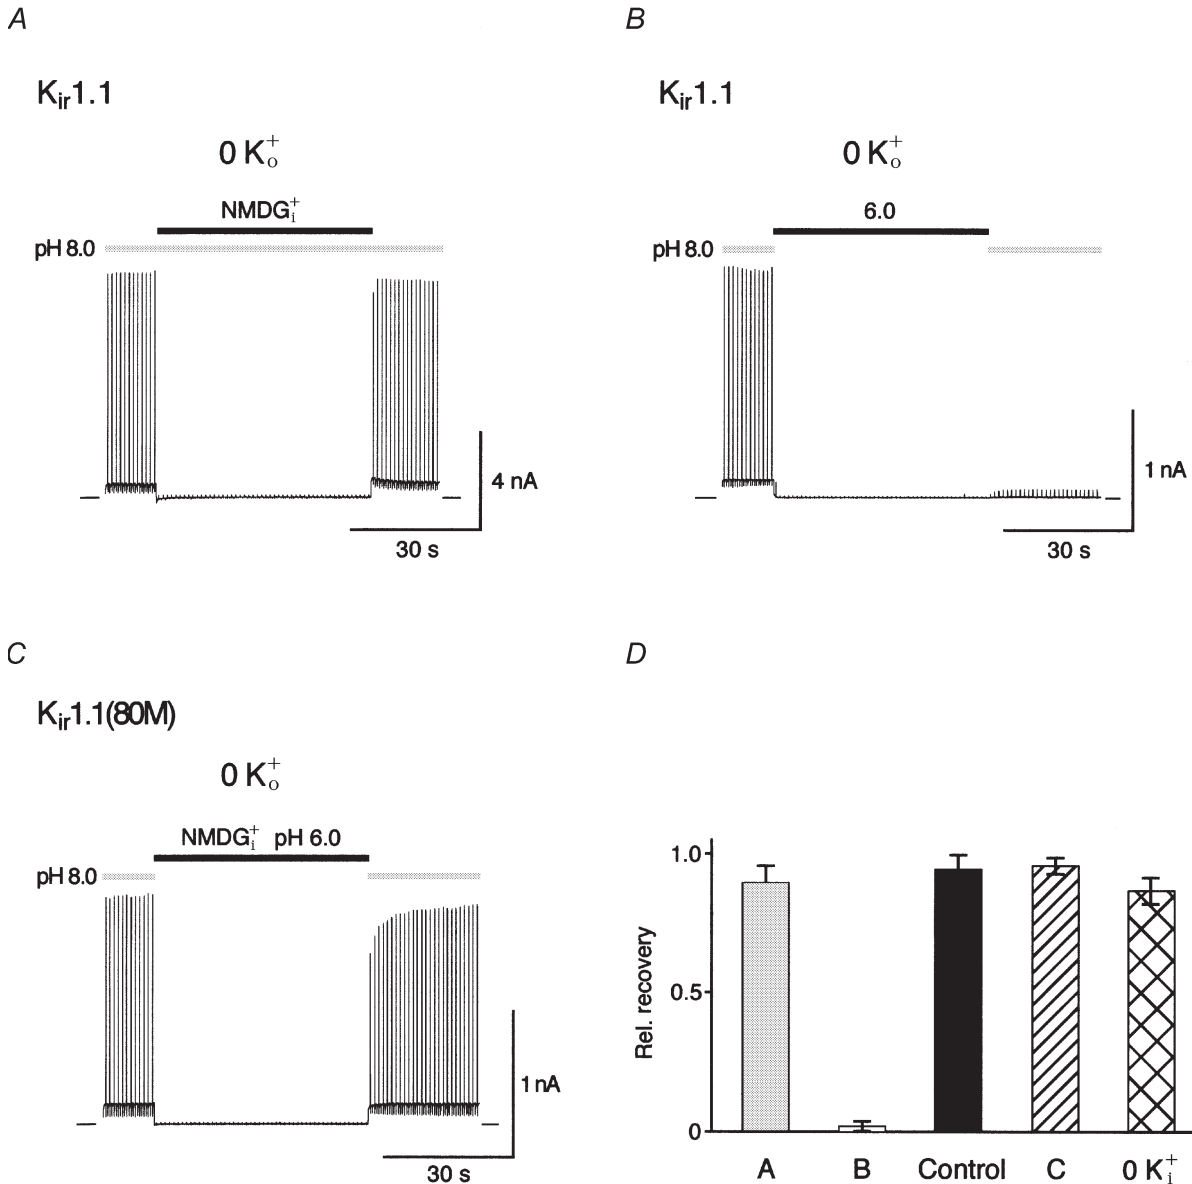 A
Kir1.1
0 K⁺ₒ
NMDG⁺ᵢ
pH 8.0
4 nA
30 s
B
Kir1.1
0 K⁺ₒ
6.0
pH 8.0
1 nA
30 s
C
Kir1.1(80M)
0 K⁺ₒ
NMDG⁺ᵢ pH 6.0
pH 8.0
1 nA
30 s
D
Rel. recovery
1.0
0.5
0
A B Control C 0 K⁺ᵢ